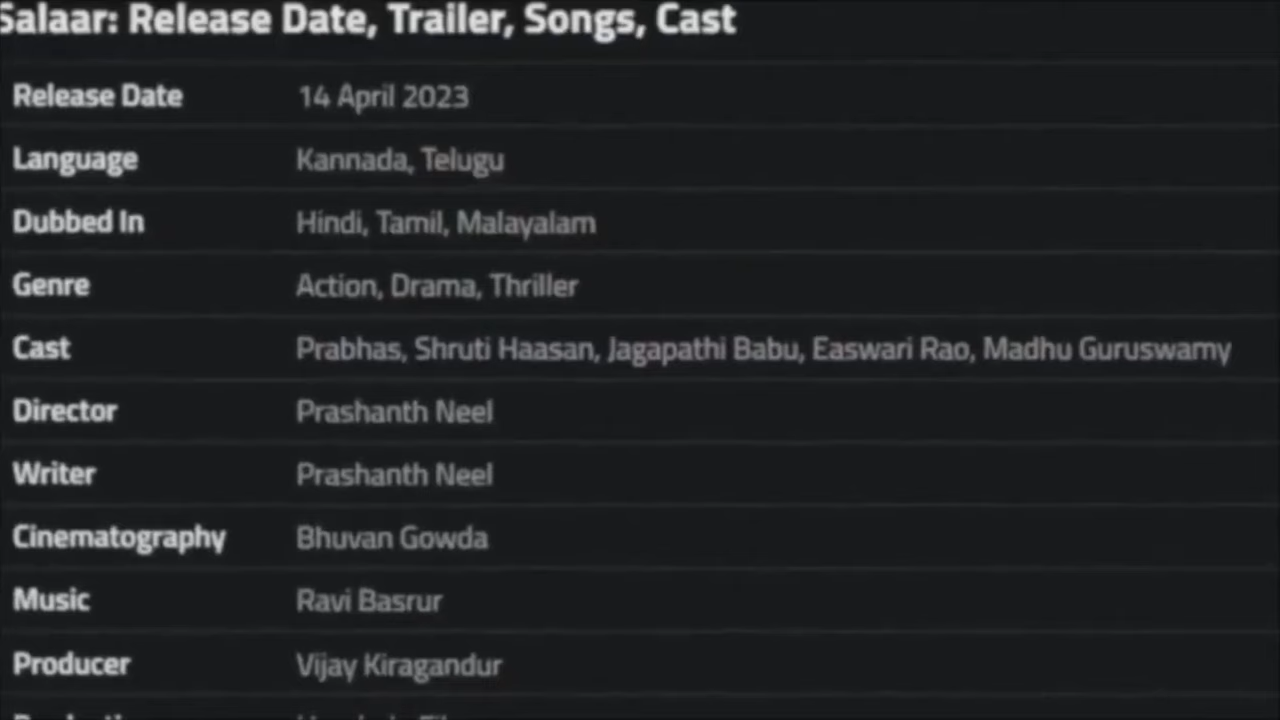 Salaar: Release Date, Trailer, Songs, Cast
Release Date 14 April 2023
Language Kannada, Telugu
Dubbed In Hindi, Tamil, Malayalam
Genre Action, Drama, Thriller
Cast Prabhas, Shruti Haasan, Jagapathi Babu, Easwari Rao, Madhu Guruswamy
Director Prashanth Neel
Writer Prashanth Neel
Cinematography Bhuvan Gowda
Music Ravi Basrur
Producer Vijay Kiragandur